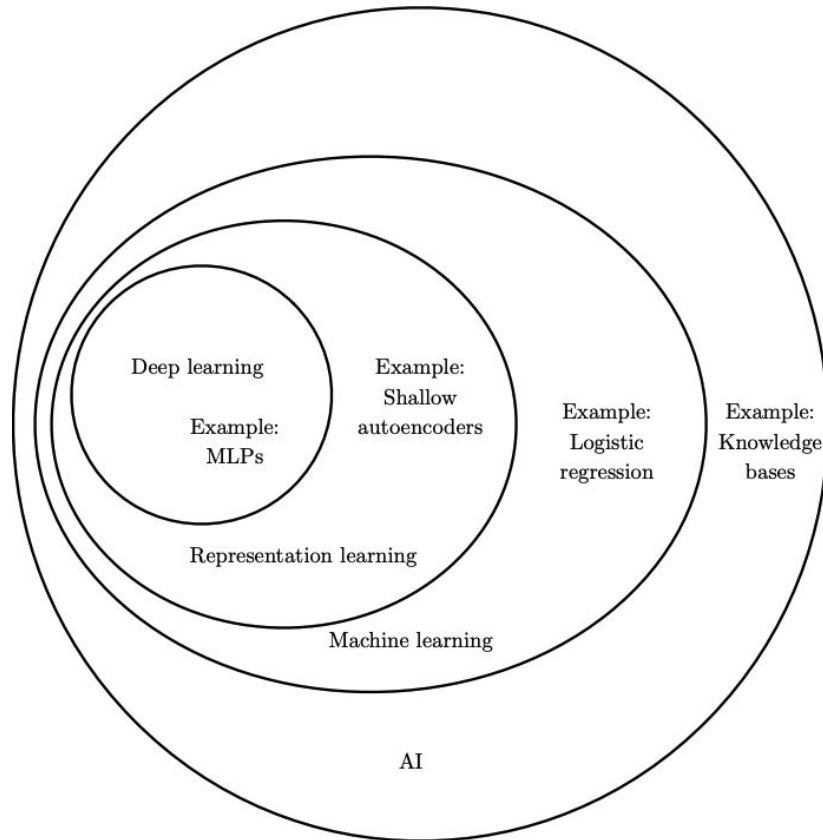 Deep learning
Example:
MLPs
Example:
Shallow
autoencoders
Example:
Logistic
regression
Example:
Knowledge
bases
Representation learning
Machine learning
AI